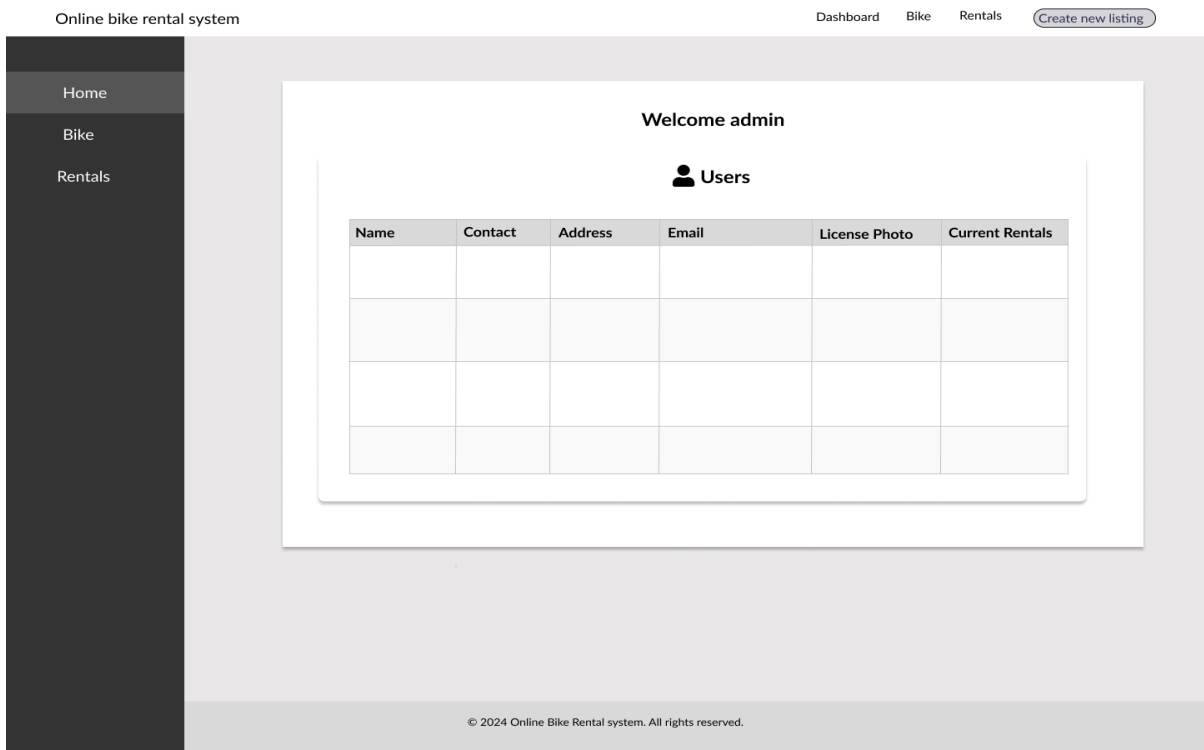 Online bike rental system
Dashboard Bike Rentals Create new listing
Home
Bike
Rentals
Welcome admin
Users
Name Contact Address Email License Photo Current Rentals
© 2024 Online Bike Rental system. All rights reserved.